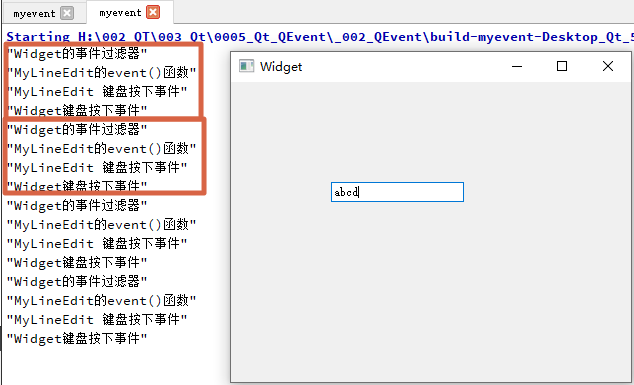 myevent
myevent
Starting H:\002_QT\003_Qt\0005_Qt_QEvent\_002_QEvent\build-myevent-Desktop_Qt_5
"Widget的事件过滤器"
"MyLineEdit的event()函数"
"MyLineEdit 键盘按下事件"
"Widget键盘按下事件"
"Widget的事件过滤器"
"MyLineEdit的event()函数"
"MyLineEdit 键盘按下事件"
"Widget键盘按下事件"
"Widget的事件过滤器"
"MyLineEdit的event()函数"
"MyLineEdit 键盘按下事件"
"Widget键盘按下事件"
"Widget的事件过滤器"
"MyLineEdit的event()函数"
"MyLineEdit 键盘按下事件"
"Widget键盘按下事件"
Widget
abcd